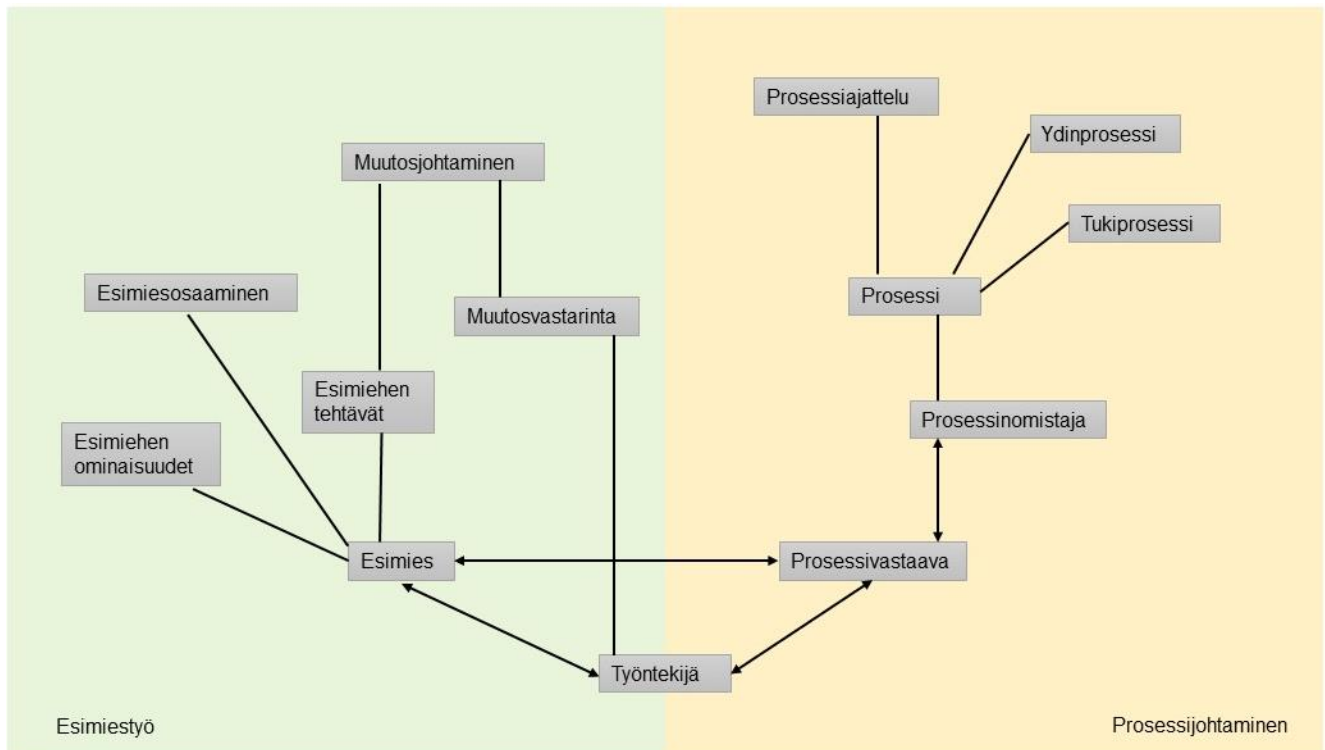 Prosessiajattelu
Ydinprosessi
Muutosjohtaminen
Tukiprosessi
Esimiesosaaminen
Prosessi
Muutosvastarinta
Esimiehen
tehtävät
Prosessinomistaja
Esimiehen
ominaisuudet
Esimies
Prosessivastaava
Työntekijä
Esimiestyö
Prosessijohtaminen